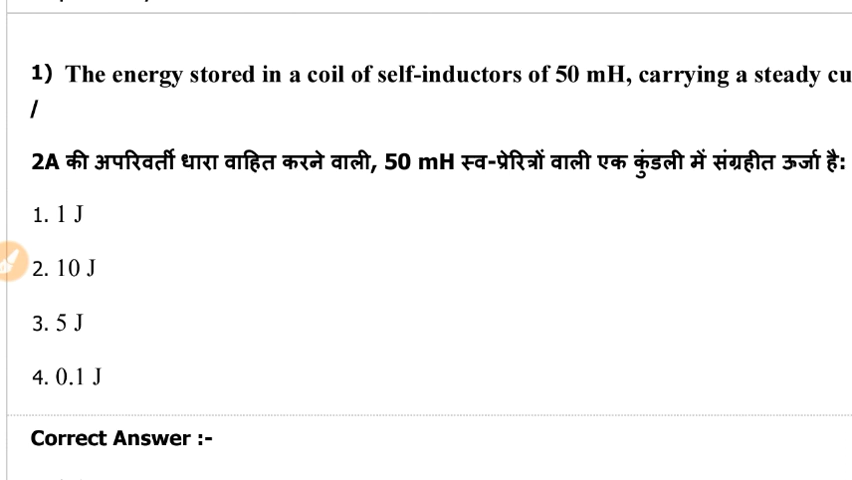 1) The energy stored in a coil of self-inductors of 50 mH, carrying a steady cu
/
2A की अपरिवर्ती धारा वाहित करने वाली, 50 mH स्व-प्रेरित्रों वाली एक कुंडली में संग्रहीत ऊर्जा है:
1. 1 J
2. 10 J
3. 5 J
4. 0.1 J
Correct Answer :-